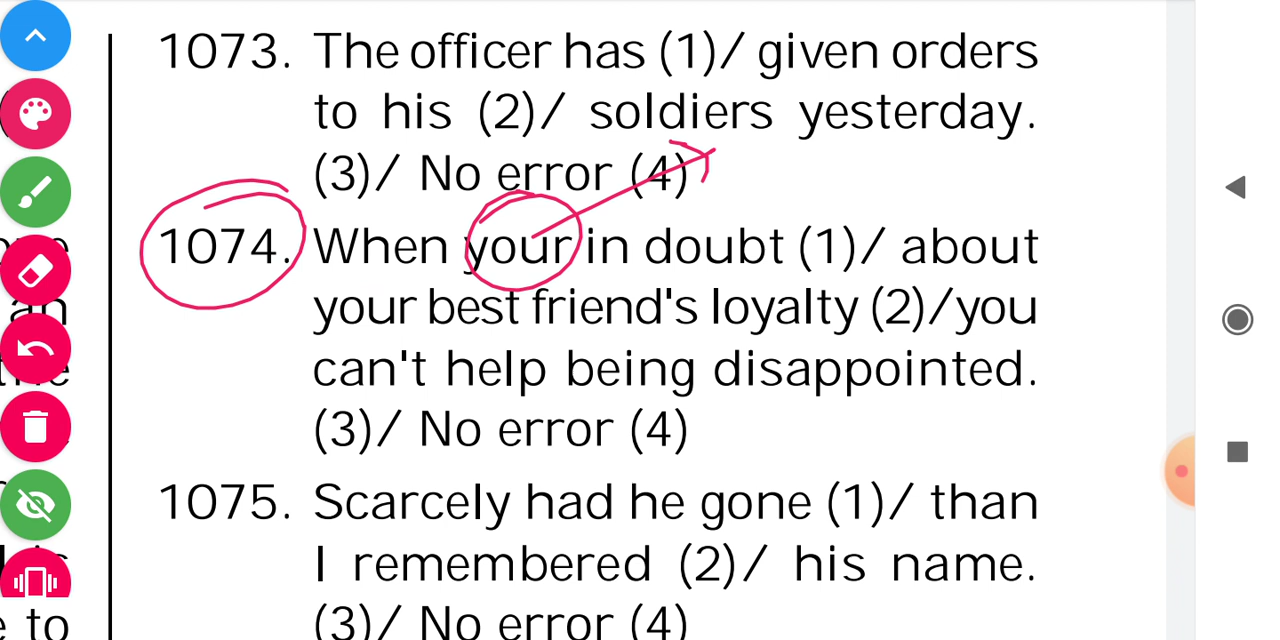 1073. The officer has (1)/ given orders
to his (2)/ soldiers yesterday.
(3)/ No error (4)
1074. When your in doubt (1)/ about
your best friend's loyalty (2)/you
can't help being disappointed.
(3)/ No error (4)
1075. Scarcely had he gone (1)/ than
I remembered (2)/ his name.
(3)/ No error (4)
an
to